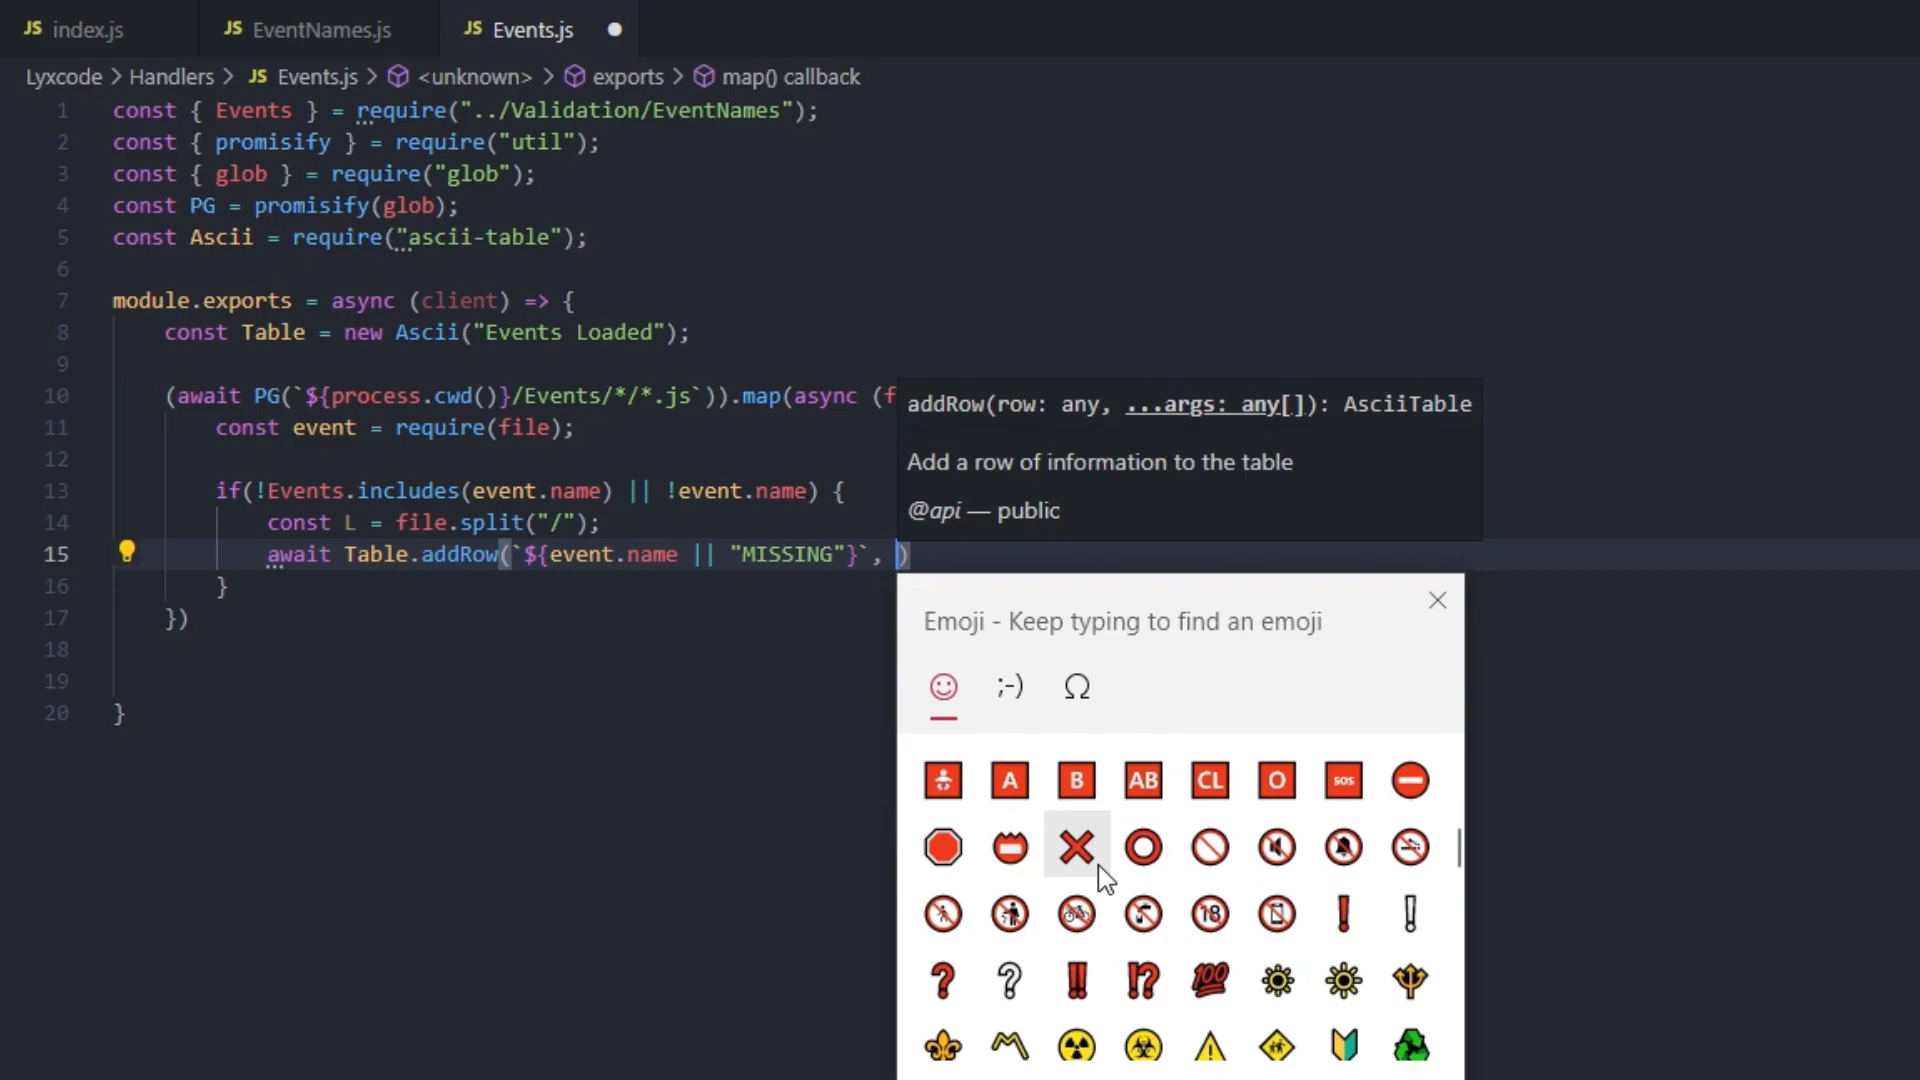 JS index.js JS EventNames.js JS Events.js
Lyxcode > Handlers > JS Events.js > <unknown> > exports > map() callback
1 const { Events } = require("../Validation/EventNames");
2 const { promisify } = require("util");
3 const { glob } = require("glob");
4 const PG = promisify(glob);
5 const Ascii = require("ascii-table");
6
7 module.exports = async (client) => {
8 const Table = new Ascii("Events Loaded");
9
10 (await PG(`${process.cwd()}/Events/*/*.js`)).map(async (f
addRow(row: any, ...args: any[]): AsciiTable
11 const event = require(file);
Add a row of information to the table
12
13 if(!Events.includes(event.name) || !event.name) {
@api — public
14 const L = file.split("/");
15 await Table.addRow(`${event.name || "MISSING"}`, )
16 }
17 })
18
19
20 }
Emoji - Keep typing to find an emoji
;-) Ω
A B AB CL O SOS
18
100